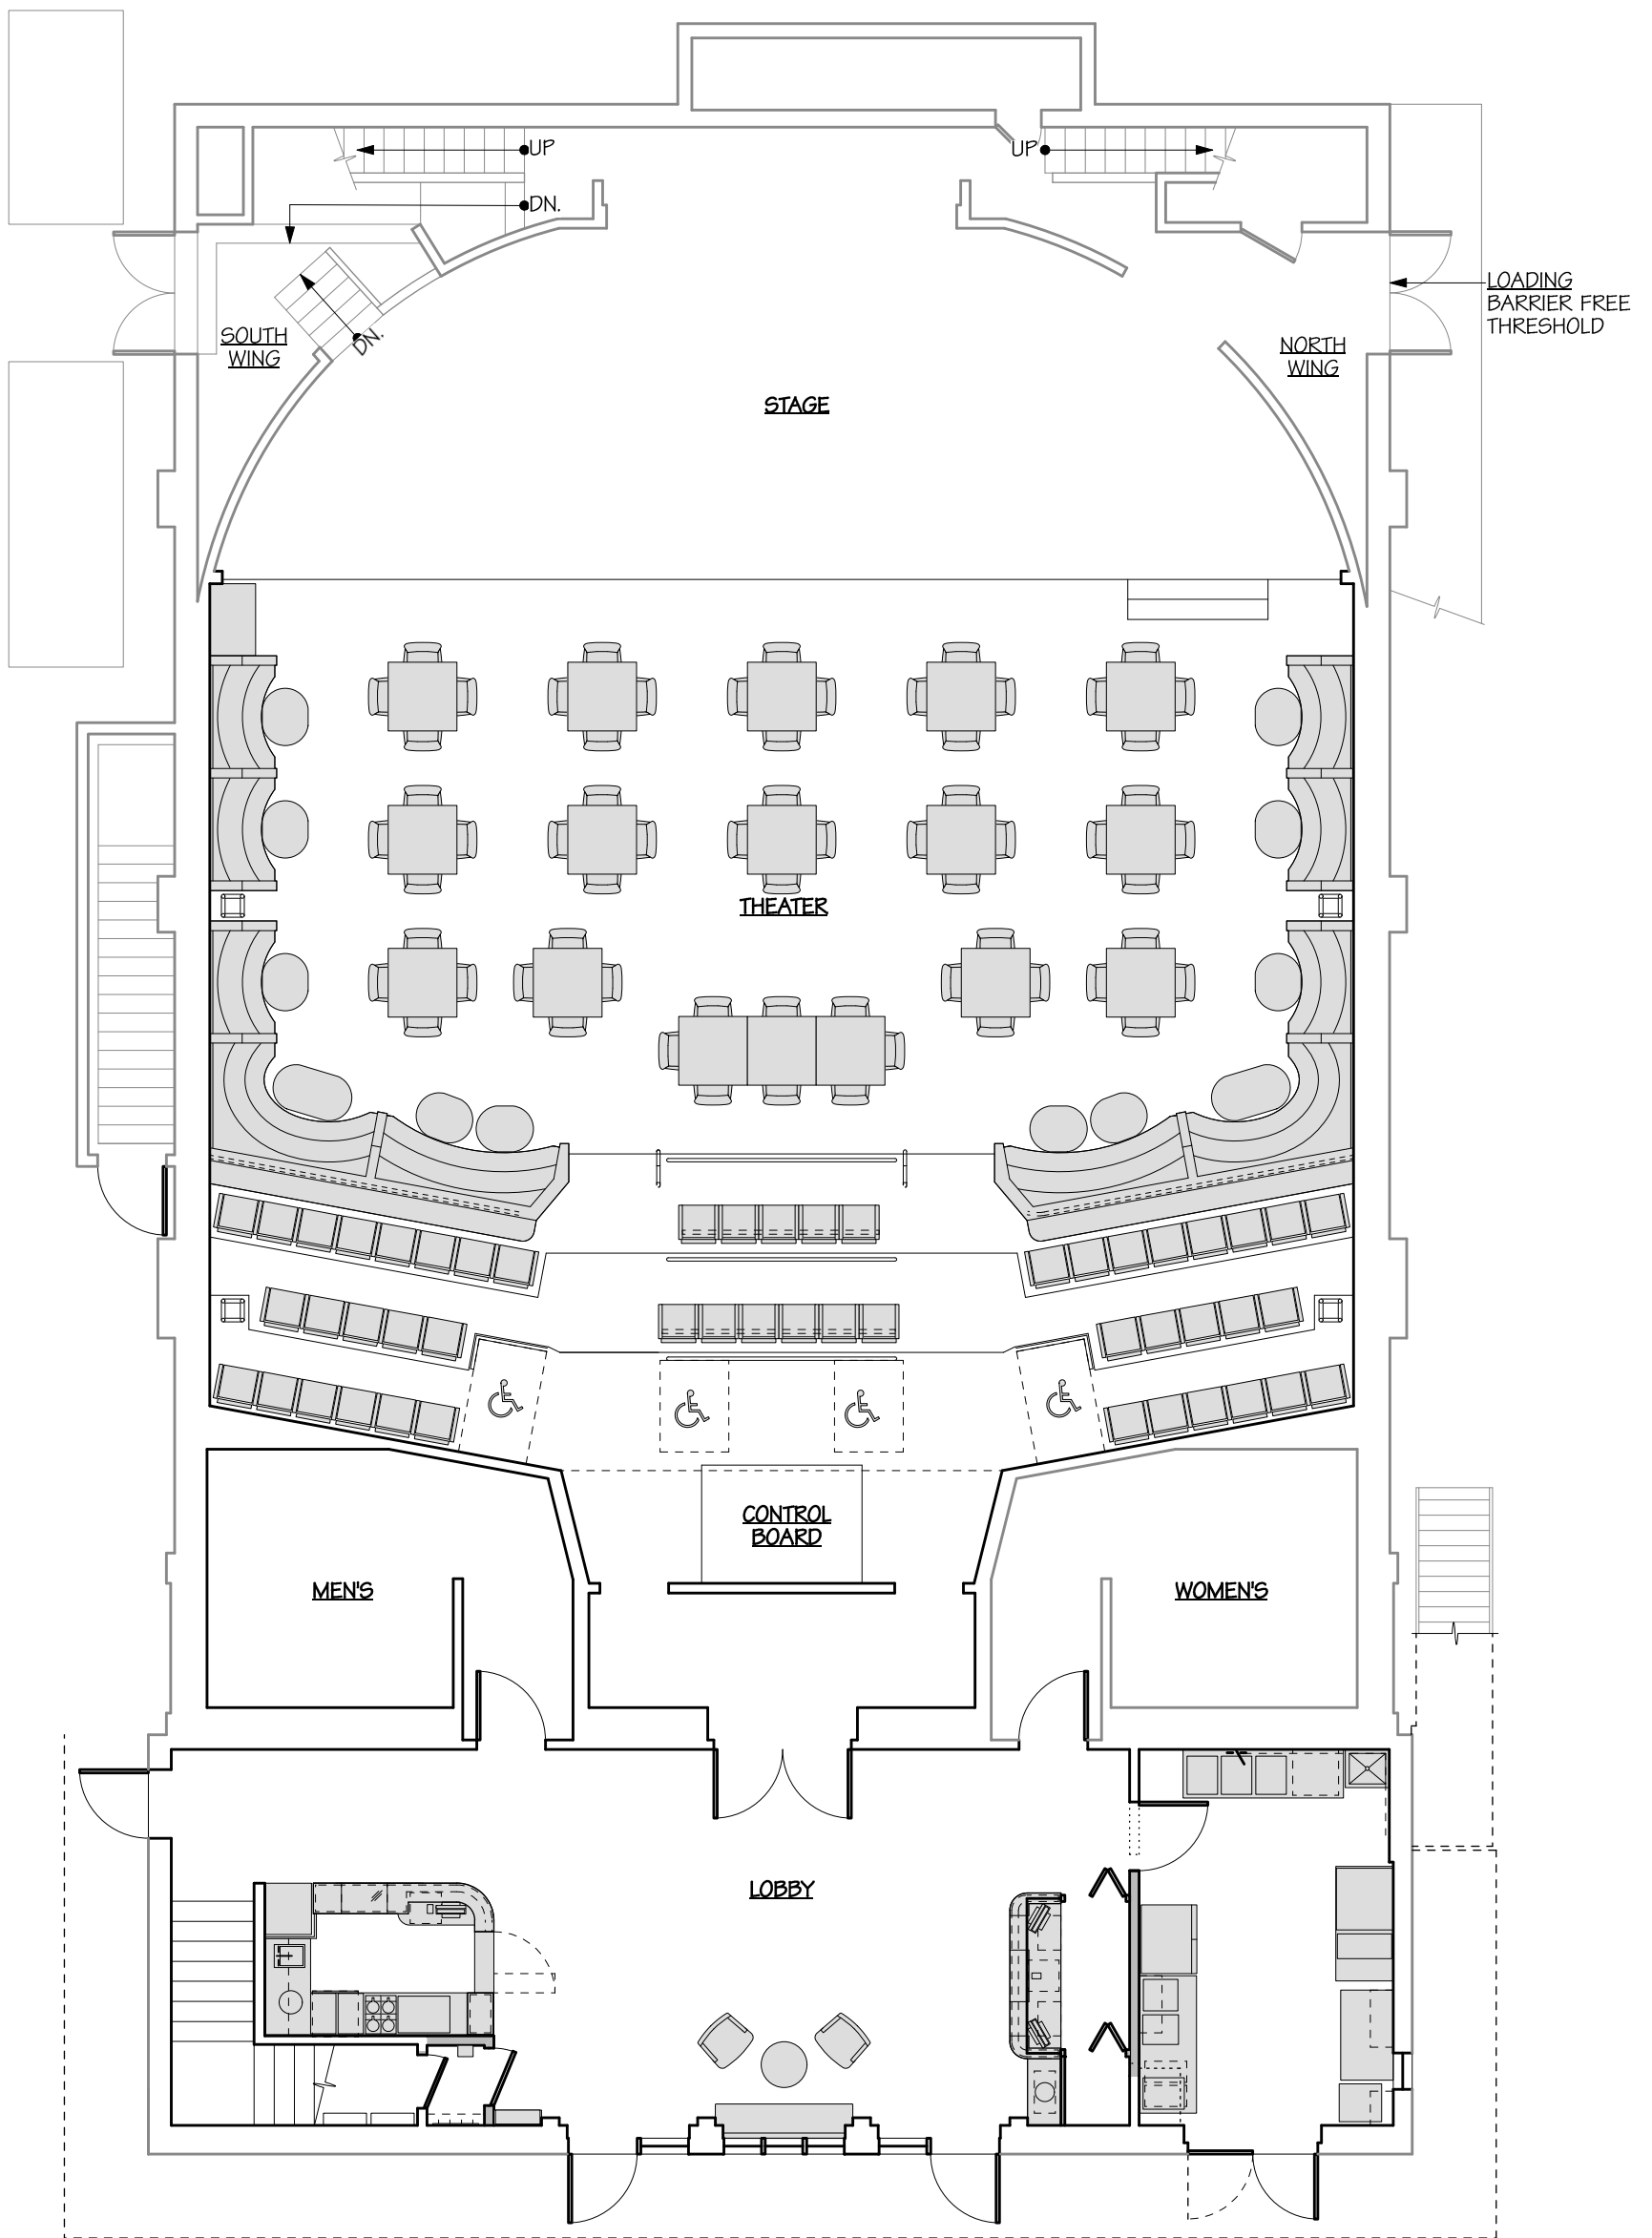 UP
UP
DN.
LOADING
BARRIER FREE
THRESHOLD
SOUTH
WING
DN.
NORTH
WING
STAGE
THEATER
CONTROL
BOARD
MEN'S
WOMEN'S
LOBBY